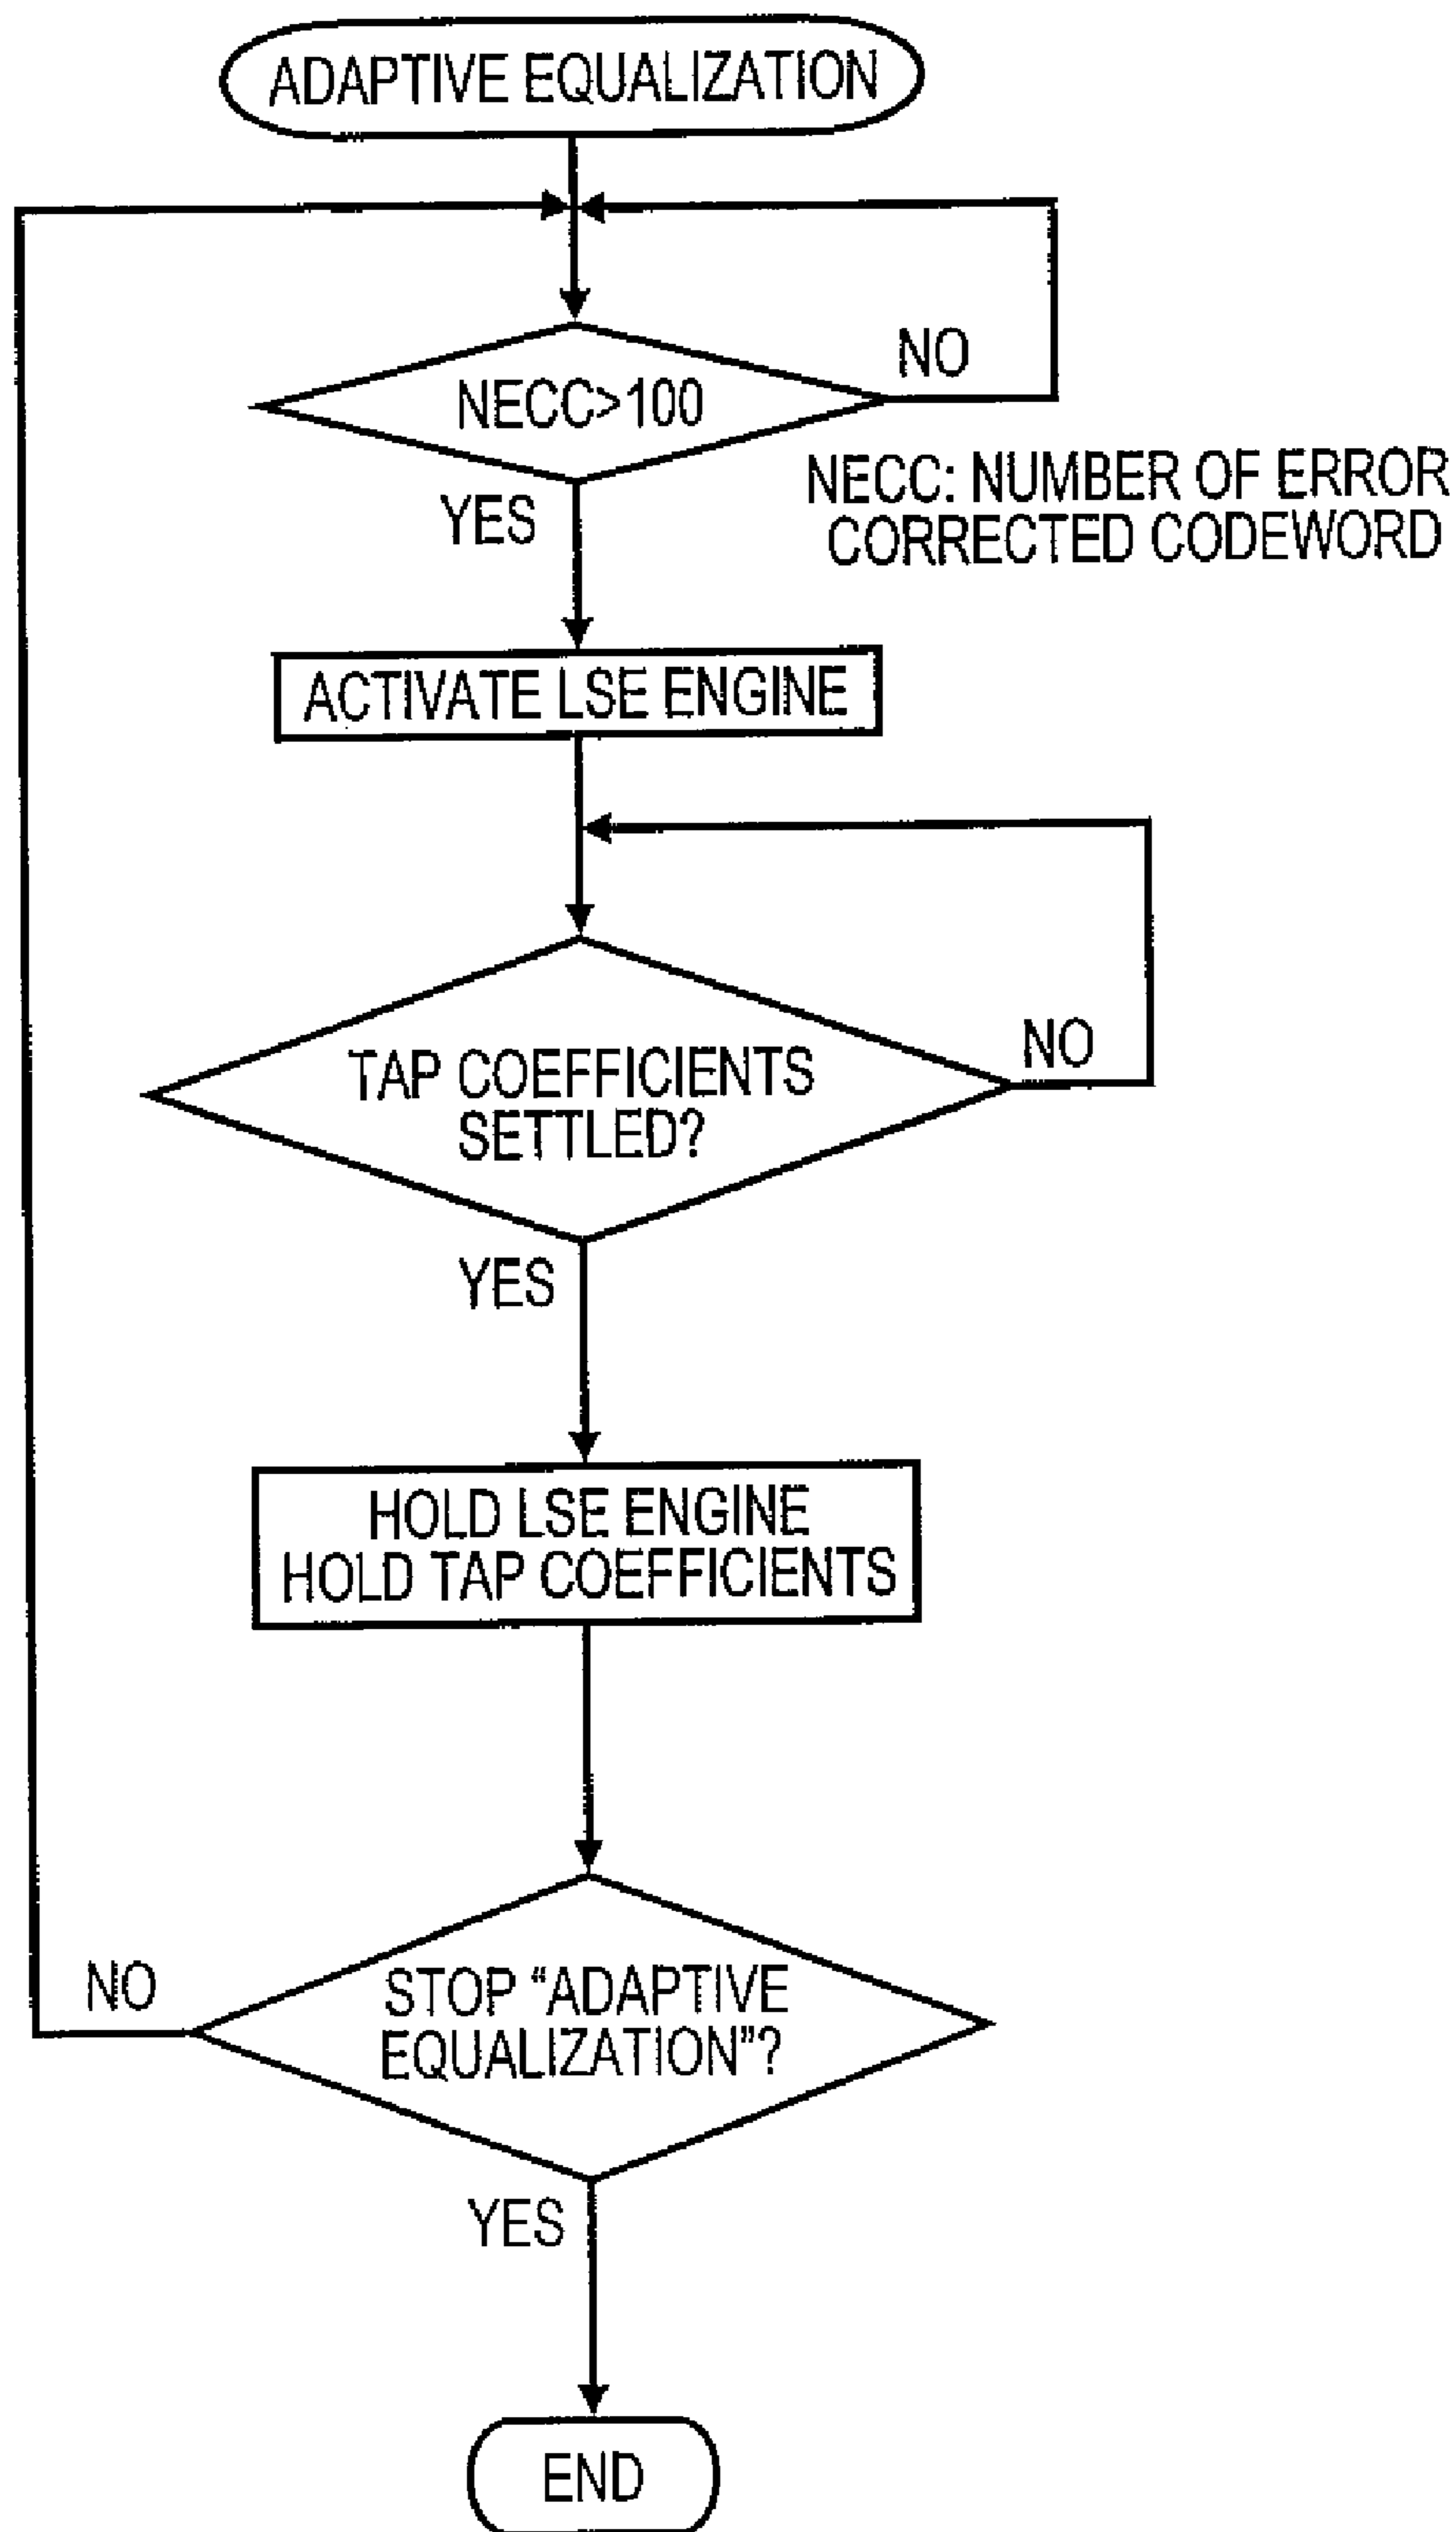 ADAPTIVE EQUALIZATION
NO
NECC>100
NECC: NUMBER OF ERROR
CORRECTED CODEWORD
YES
ACTIVATE LSE ENGINE
NO
TAP COEFFICIENTS
SETTLED?
YES
HOLD LSE ENGINE
HOLD TAP COEFFICIENTS
NO
STOP “ADAPTIVE
EQUALIZATION”?
YES
END